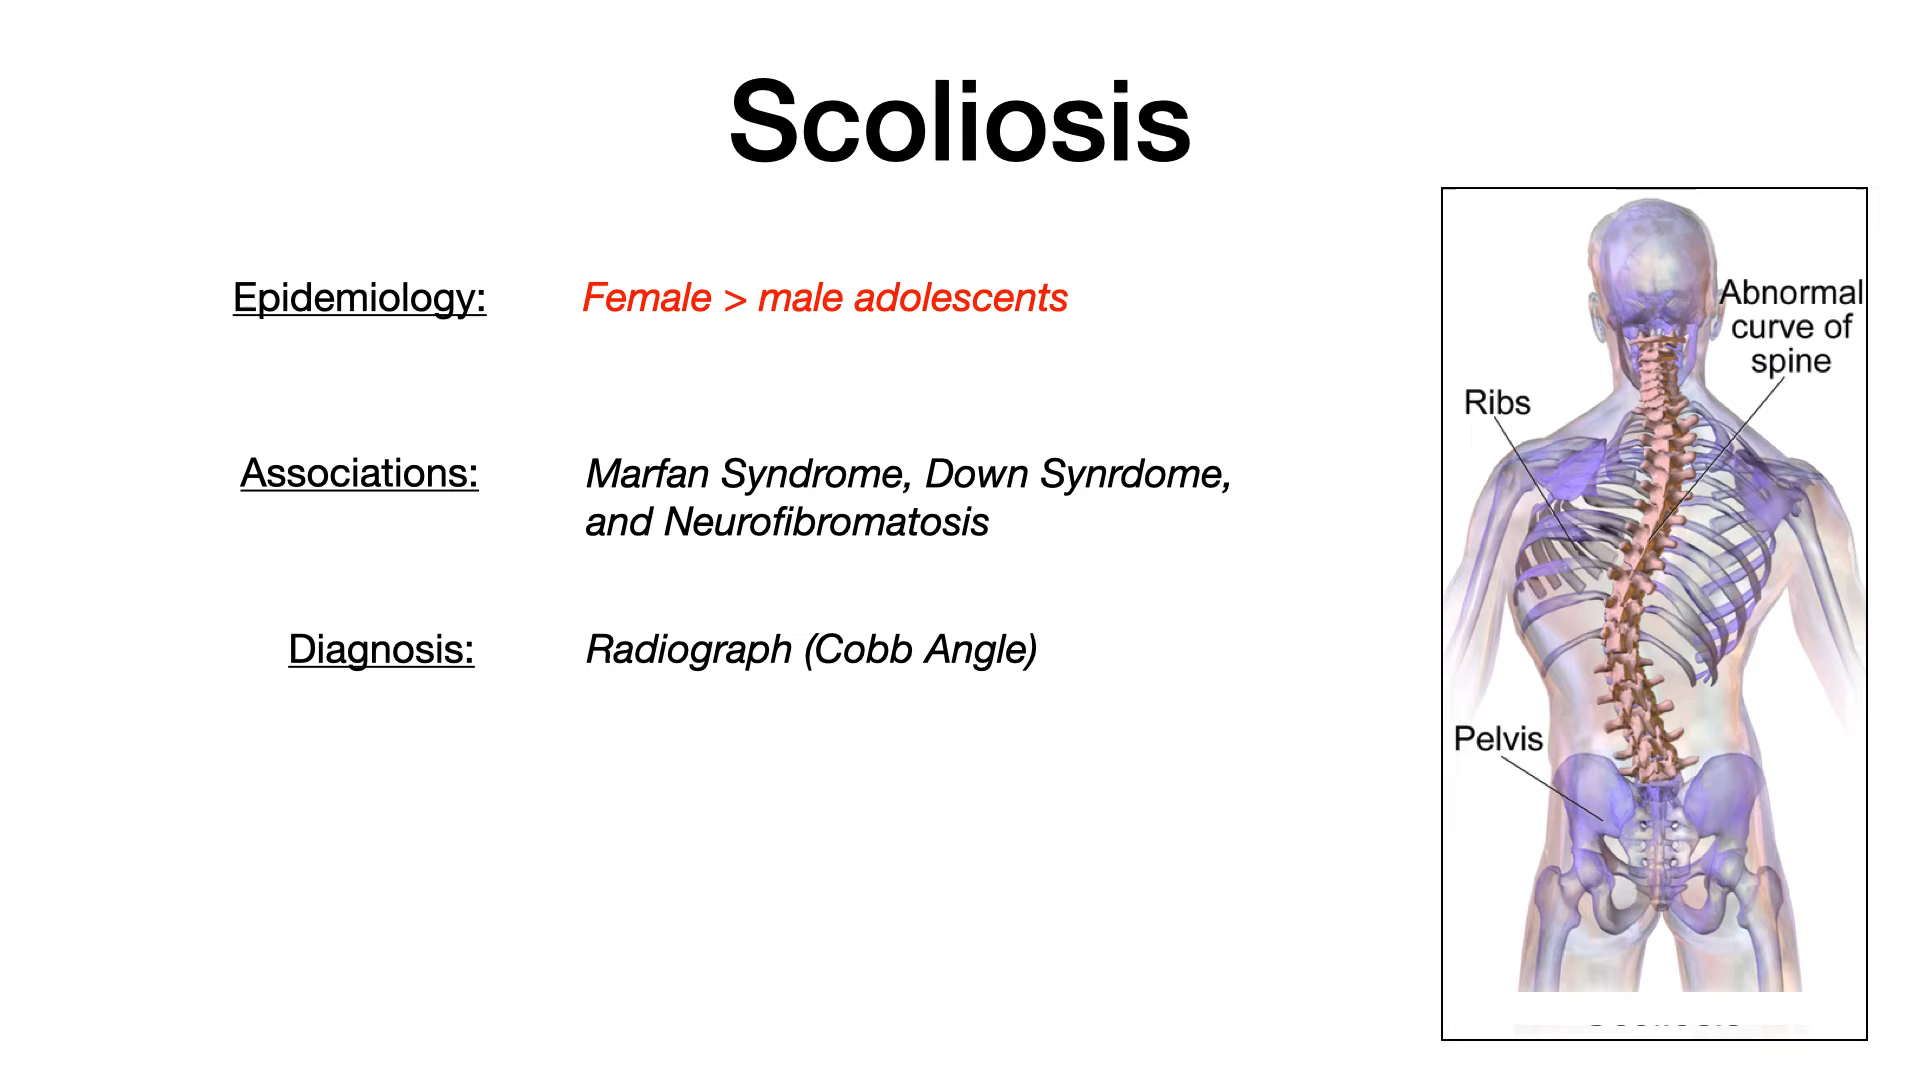 Scoliosis
Epidemiology: Female > male adolescents
Associations: Marfan Syndrome, Down Synrdome,
and Neurofibromatosis
Diagnosis: Radiograph (Cobb Angle)
Abnormal
curve of
spine
Ribs
Pelvis